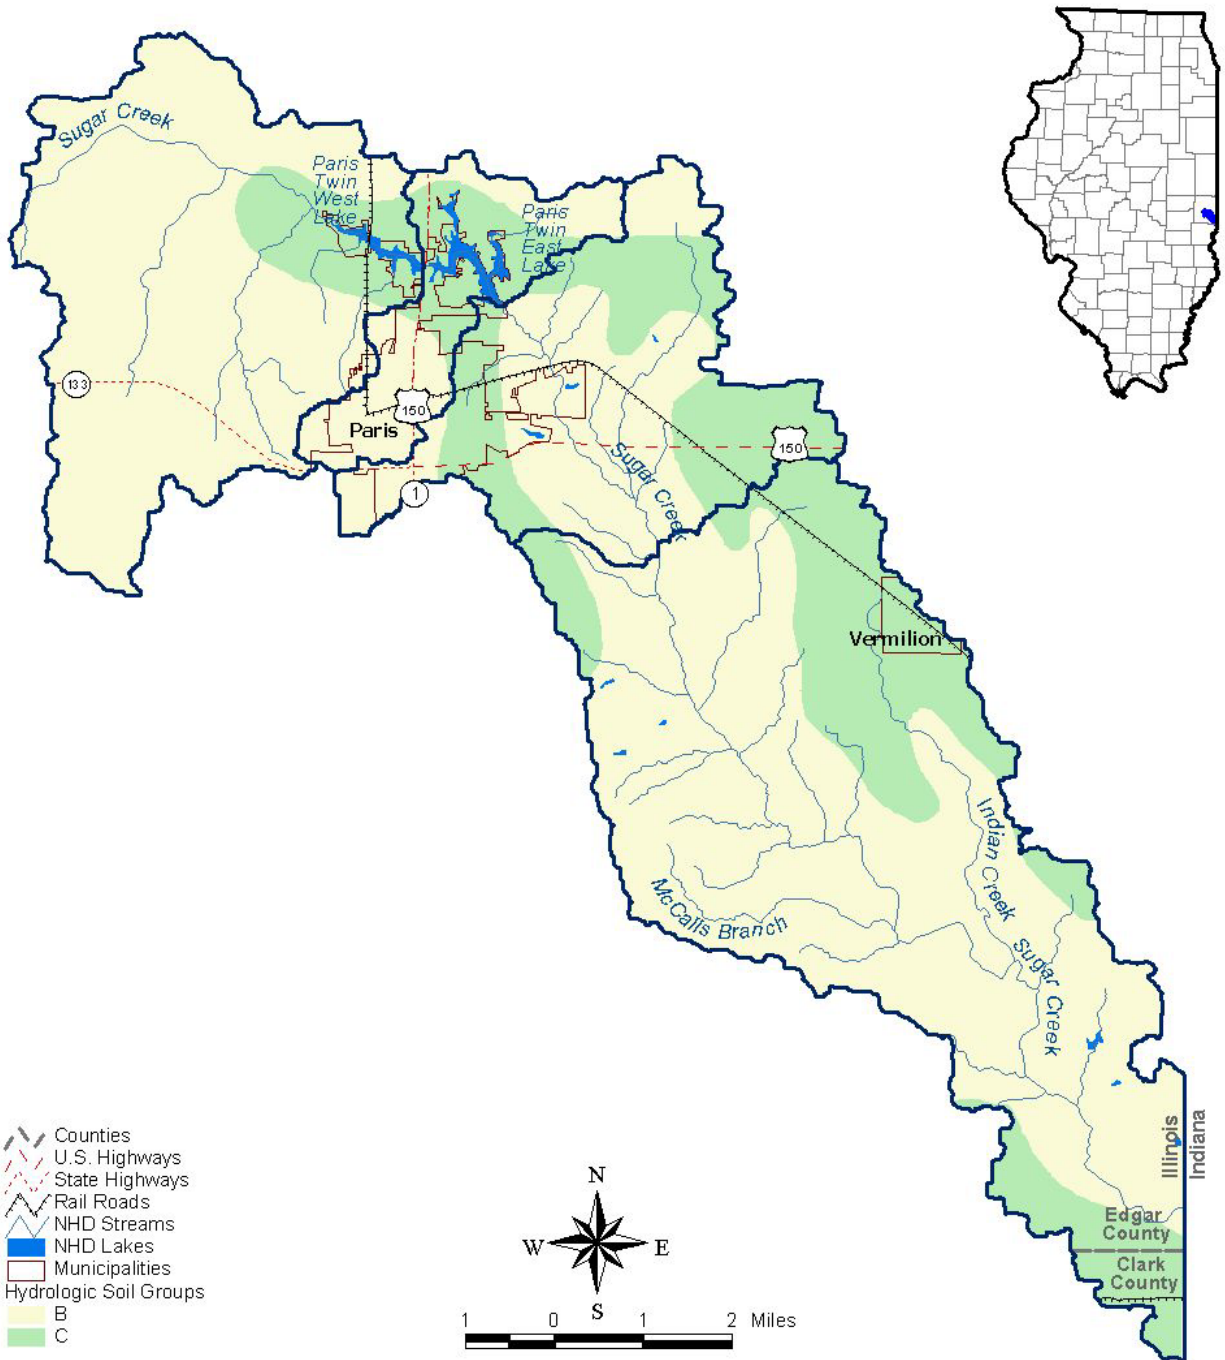 Sugar Creek
Paris
Twin
West
Lake
Paris
Twin
East
Lake
133
150
Paris
150
1
Sugar Creek
Vermilion
Indian Creek
McCalls Branch
Sugar Creek
Illinois
Indiana
Edgar
County
Clark
County
Counties
U.S. Highways
State Highways
Rail Roads
NHD Streams
NHD Lakes
Municipalities
Hydrologic Soil Groups
B
C
N
W
E
S
1 0 1 2 Miles